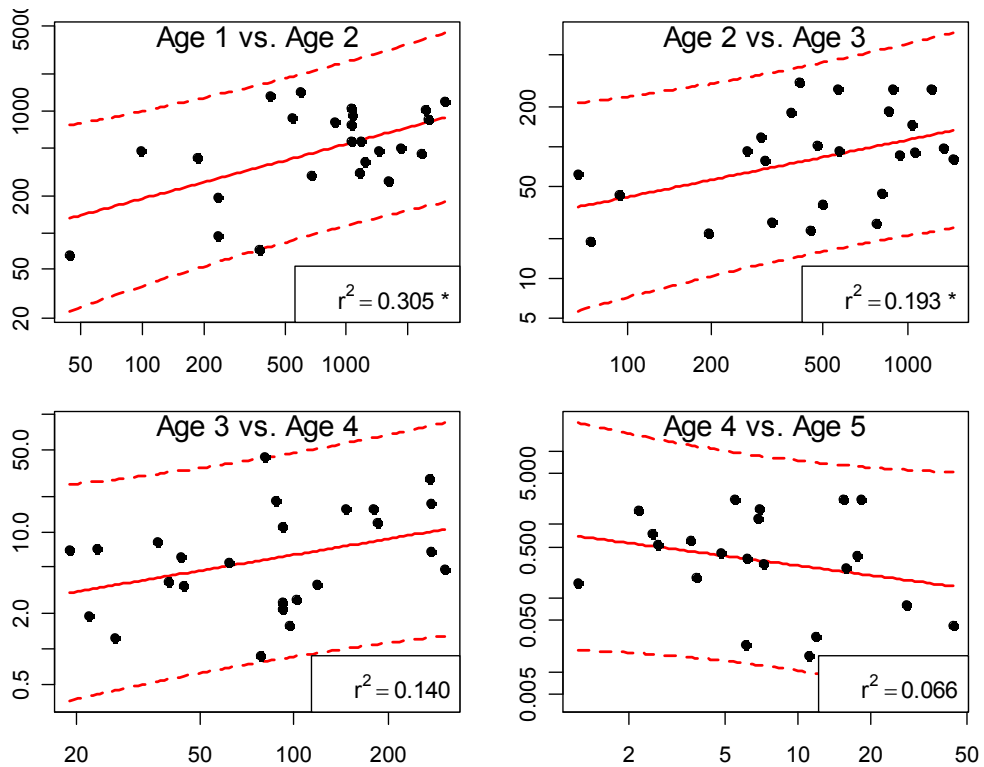 Age 1 vs. Age 2
5000
1000
200
50
20
r² = 0.305 *
50 100 200 500 1000
Age 2 vs. Age 3
200
50
10
5
r² = 0.193 *
100 200 500 1000
Age 3 vs. Age 4
50.0
10.0
2.0
0.5
r² = 0.140
20 50 100 200
Age 4 vs. Age 5
5.000
0.500
0.050
0.005
r² = 0.066
2 5 10 20 50